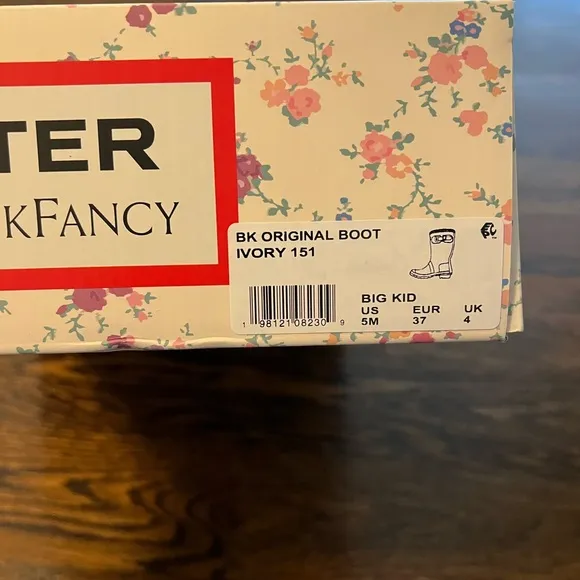 TER
KFANCY
BK ORIGINAL BOOT
IVORY 151
BIG KID
US EUR UK
5M 37 4
1 98121 08230 9